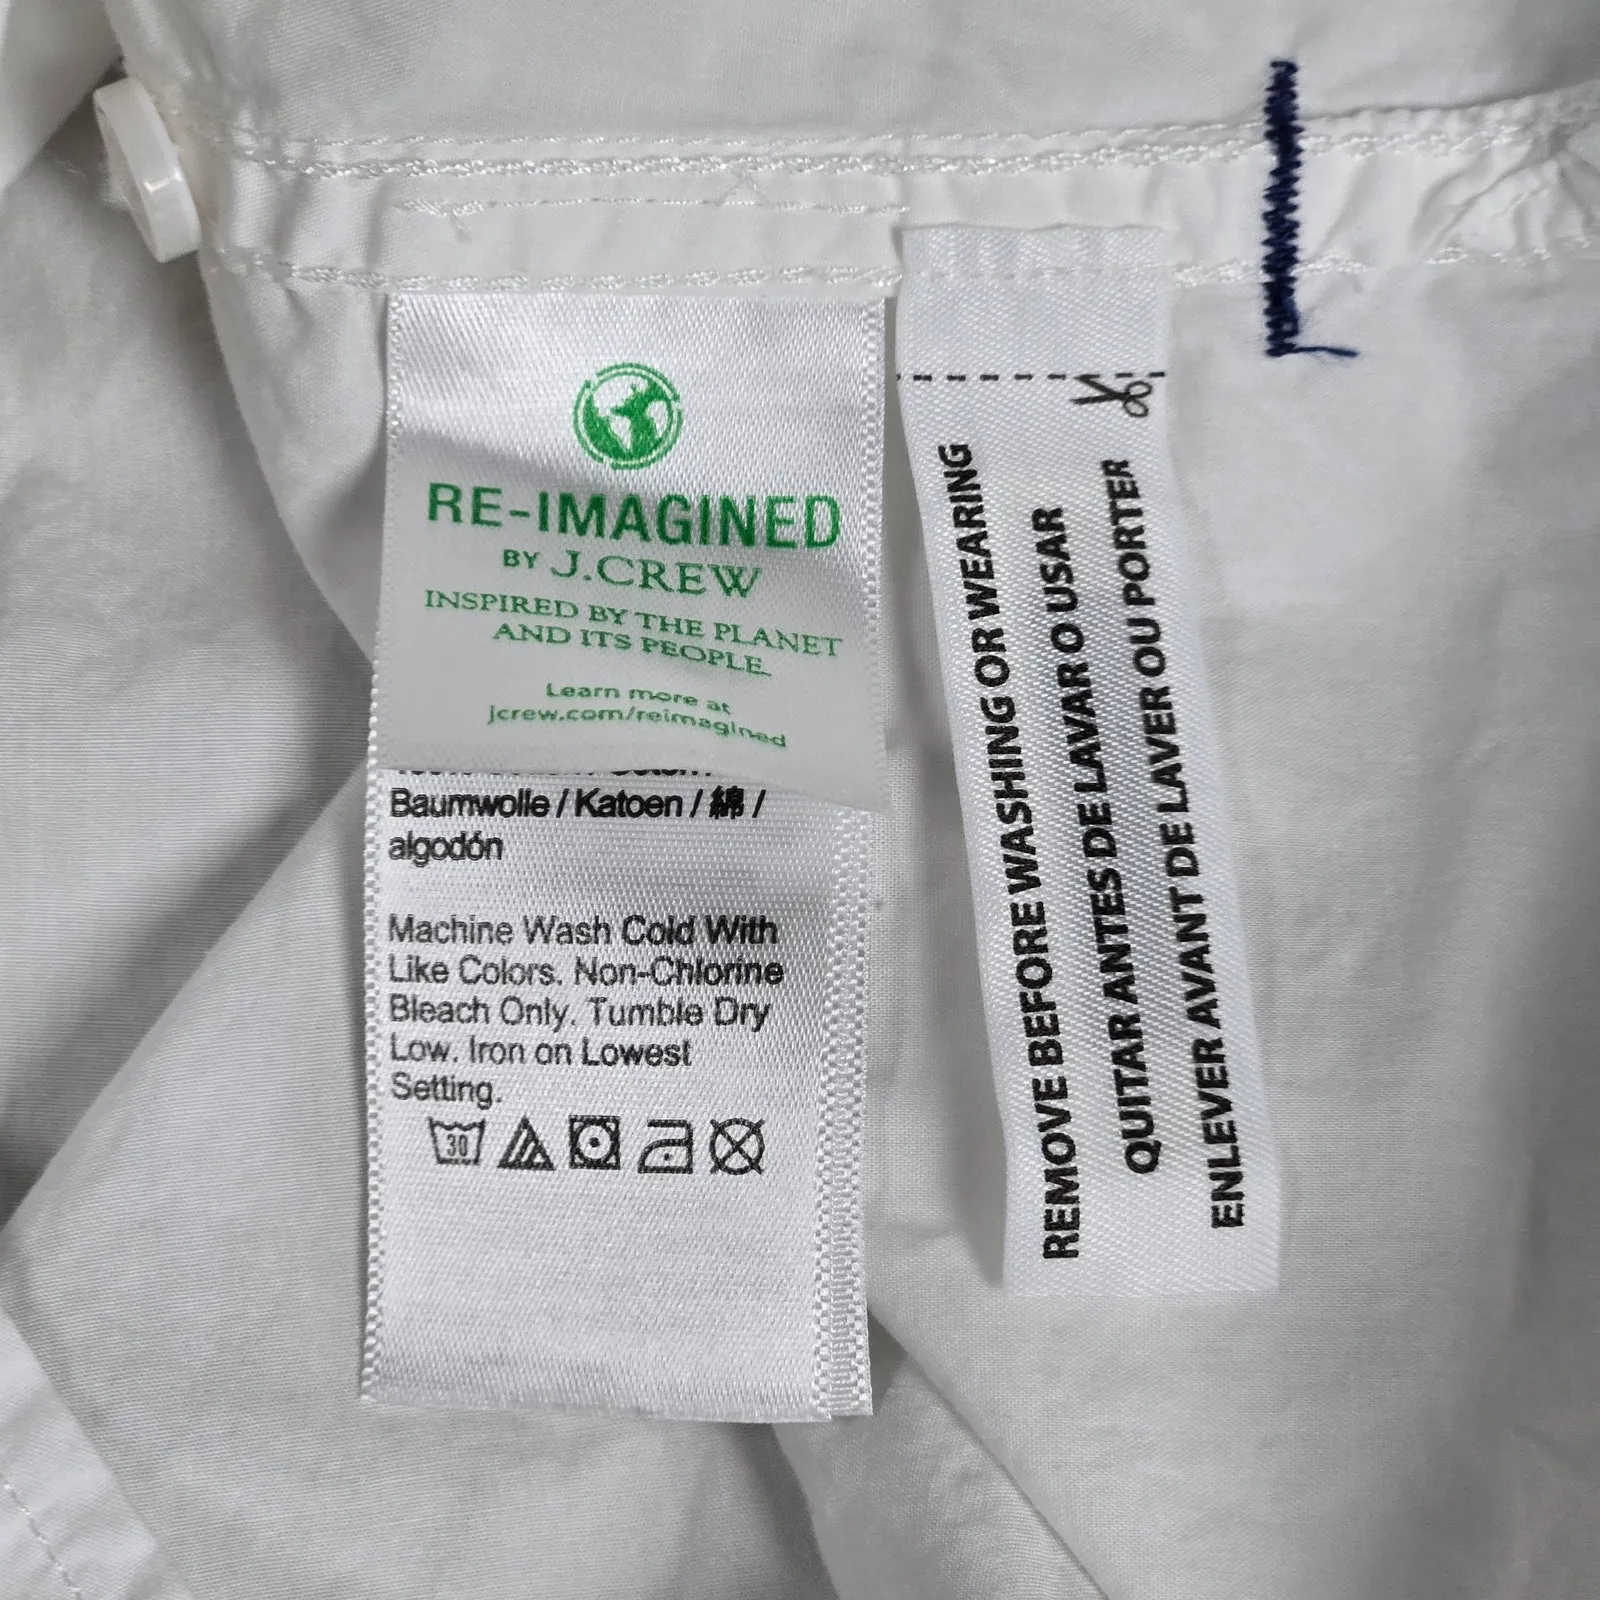 RE-IMAGINED
BY J.CREW
INSPIRED BY THE PLANET
AND ITS PEOPLE.
Learn more at
jcrew.com/reimagined
Baumwolle / Katoen / 綿 /
algodón
Machine Wash Cold With
Like Colors. Non-Chlorine
Bleach Only. Tumble Dry
Low. Iron on Lowest
Setting.
30
REMOVE BEFORE WASHING OR WEARING
QUITAR ANTES DE LAVAR O USAR
ENLEVER AVANT DE LAVER OU PORTER